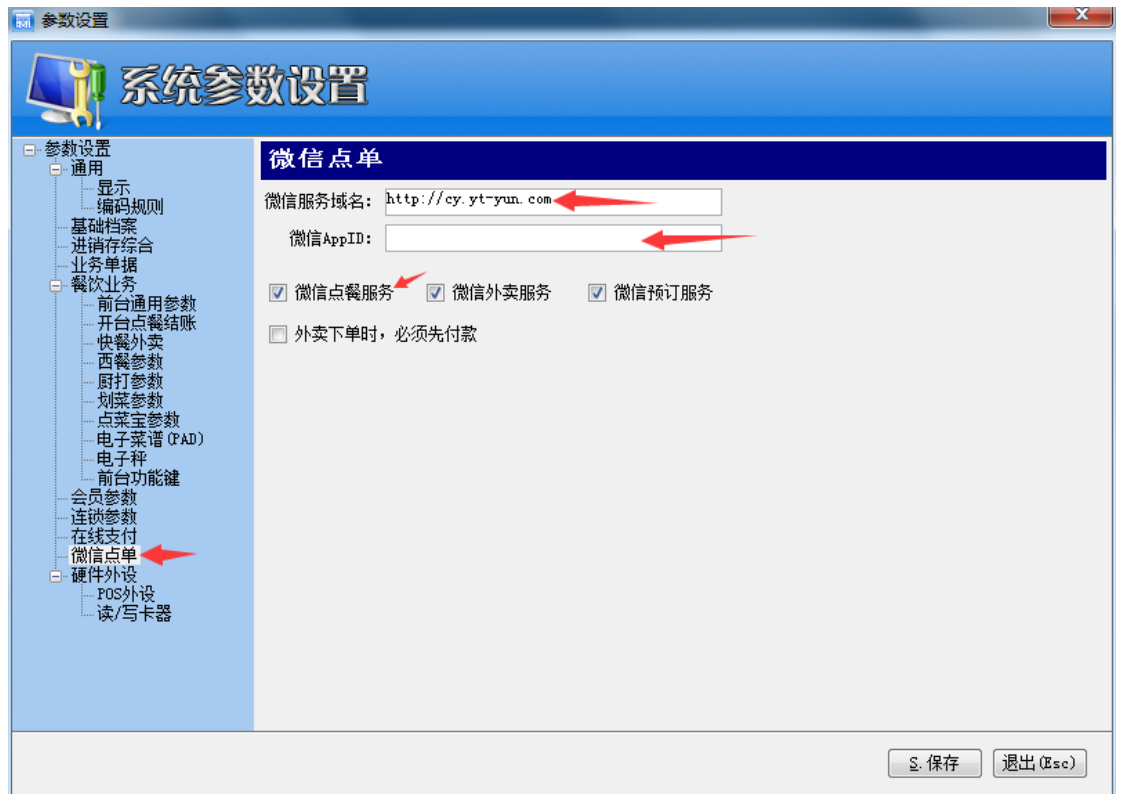 参数设置
系统参数设置
参数设置
通用
显示
编码规则
基础档案
进销存综合
业务单据
餐饮业务
前台通用参数
开台点餐结账
快餐外卖
西餐参数
厨打参数
划菜参数
点菜宝参数
电子菜谱(PAD)
电子秤
前台功能键
会员参数
连锁参数
在线支付
微信点单
硬件外设
POS外设
读/写卡器
微信点单
微信服务域名: http://cy.yt-yun.com
微信AppID:
微信点餐服务 微信外卖服务 微信预订服务
外卖下单时，必须先付款
S.保存 退出(Esc)